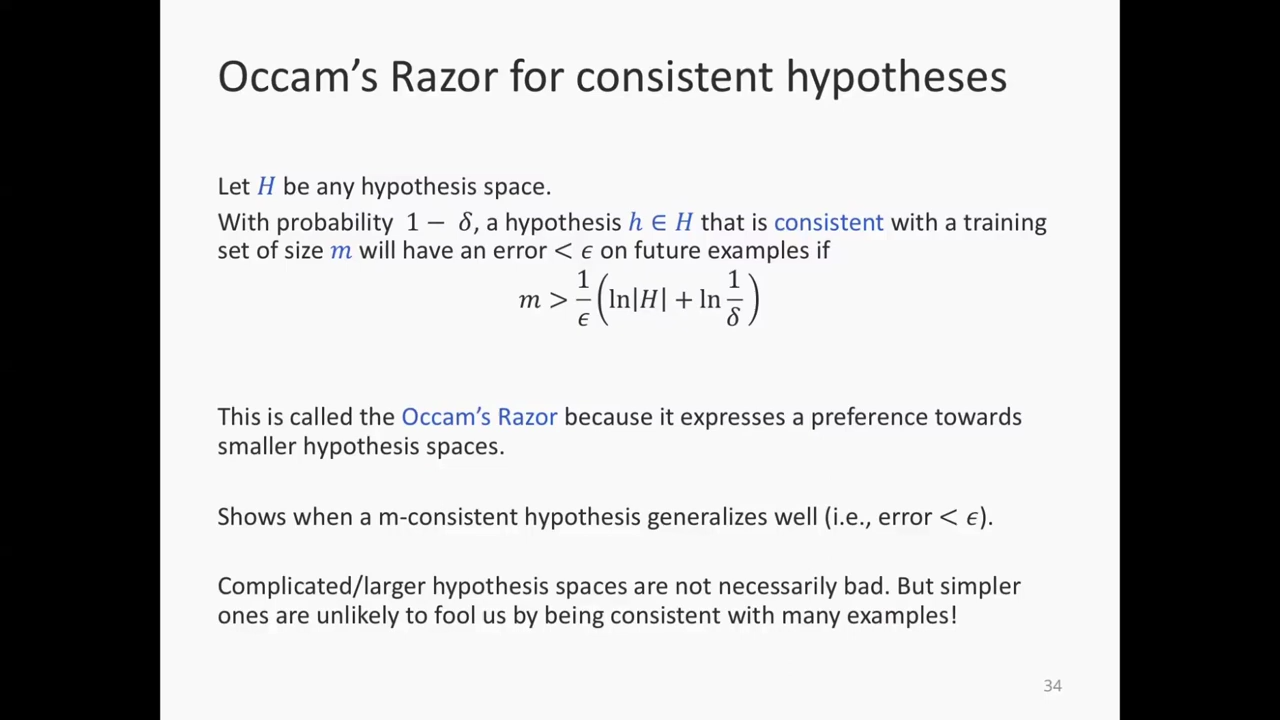 Occam’s Razor for consistent hypotheses
Let H be any hypothesis space.
With probability 1 − δ, a hypothesis h ∈ H that is consistent with a training
set of size m will have an error < ϵ on future examples if
m > 1/ϵ (ln|H| + ln 1/δ)
This is called the Occam’s Razor because it expresses a preference towards
smaller hypothesis spaces.
Shows when a m-consistent hypothesis generalizes well (i.e., error < ϵ).
Complicated/larger hypothesis spaces are not necessarily bad. But simpler
ones are unlikely to fool us by being consistent with many examples!
34